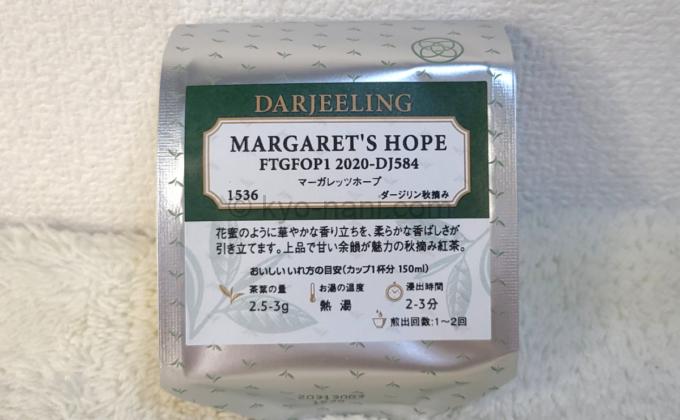 DARJEELING
MARGARET'S HOPE
FTGFOP1 2020-DJ584
マーガレッツホープ
1536 ダージリン秋摘み
© kyo-nani.com
花蜜のように華やかな香り立ちを、柔らかな香ばしさが
引き立てます。上品で甘い余韻が魅力の秋摘み紅茶。
おいしい いれ方の目安(カップ1杯分 150ml)
茶葉の量 お湯の温度 浸出時間
2.5-3g 熱湯 2-3分
煎出回数:1～2回